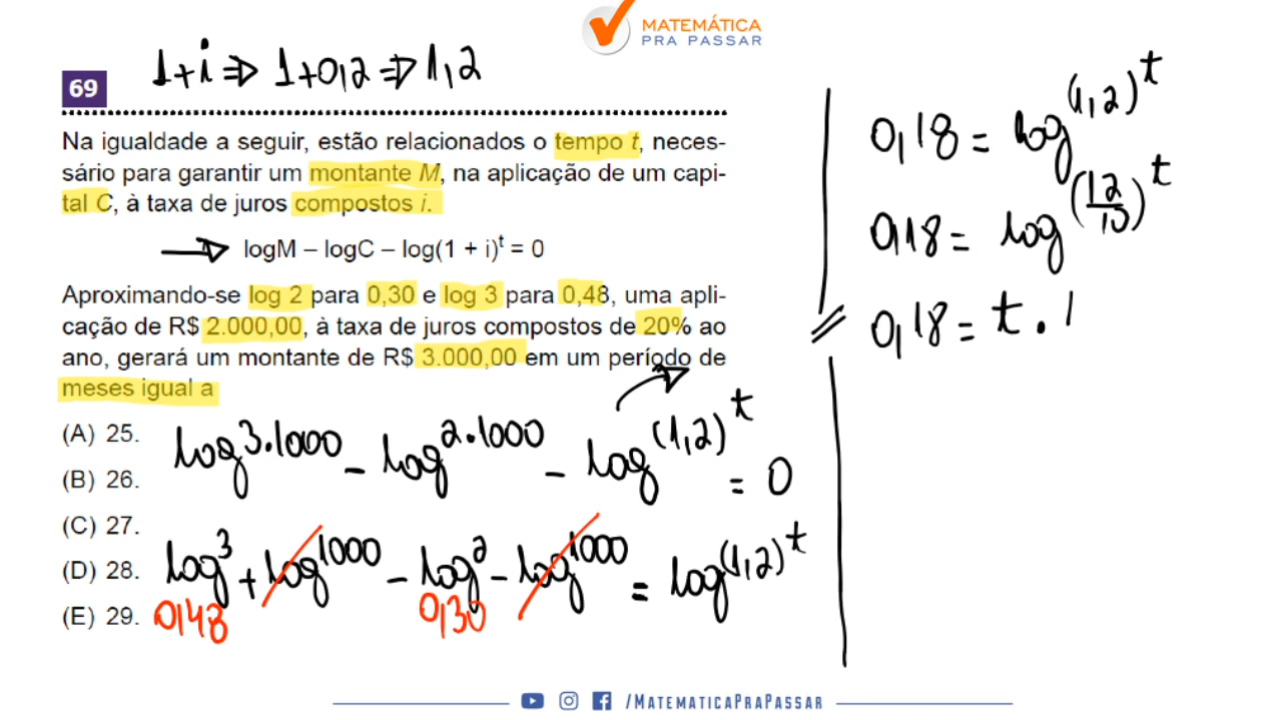 MATEMÁTICA
PRA PASSAR
1+i ⇒ 1+0,2 ⇒ 1,2
69
Na igualdade a seguir, estão relacionados o tempo t, neces-
sário para garantir um montante M, na aplicação de um capi-
tal C, à taxa de juros compostos i.
logM – logC – log(1 + i)^t = 0
Aproximando-se log 2 para 0,30 e log 3 para 0,48, uma apli-
cação de R$ 2.000,00, à taxa de juros compostos de 20% ao
ano, gerará um montante de R$ 3.000,00 em um período de
meses igual a
(A) 25.
(B) 26.
(C) 27.
(D) 28.
(E) 29.
log 3·1000 – log 2·1000 – log (1,2)^t = 0
log 3 + log 1000 – log 2 – log 1000 = log (1,2)^t
0,48 0,30
0,18 = log (1,2)^t
0,18 = log (12/10)^t
0,18 = t ·
/MATEMATICAPRAPASSAR